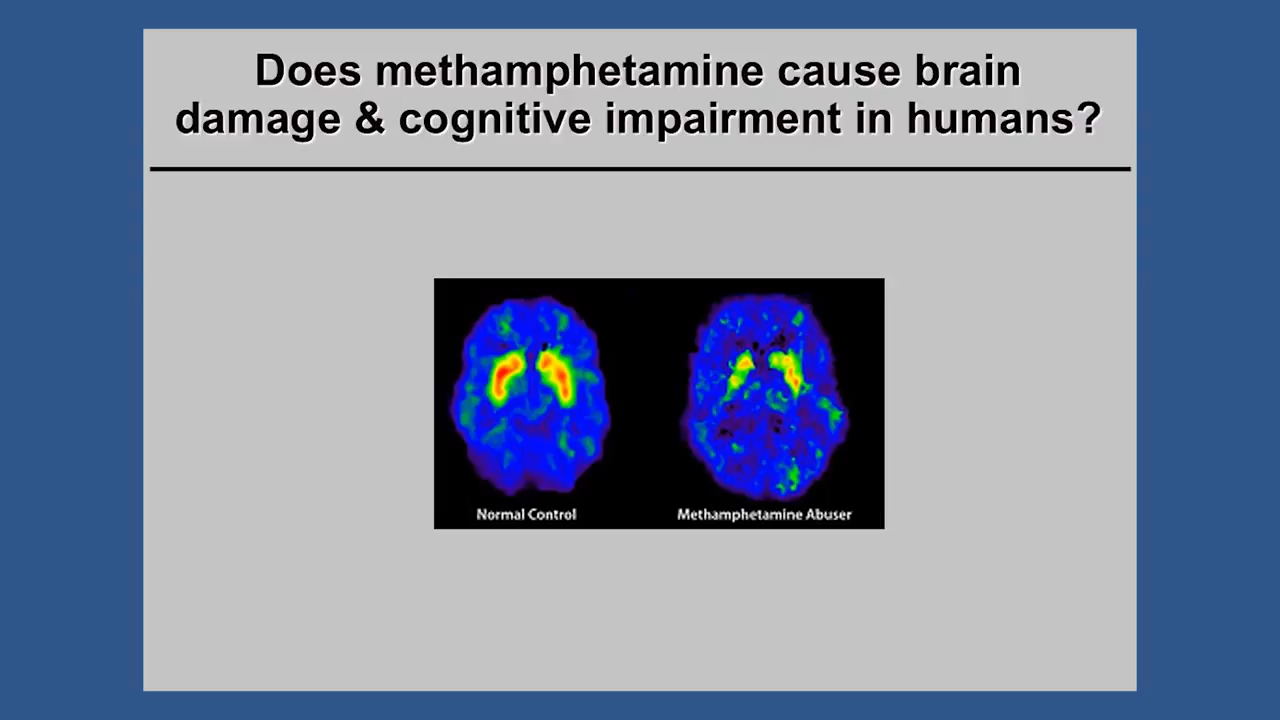 Does methamphetamine cause brain
damage & cognitive impairment in humans?
Normal Control
Methamphetamine Abuser